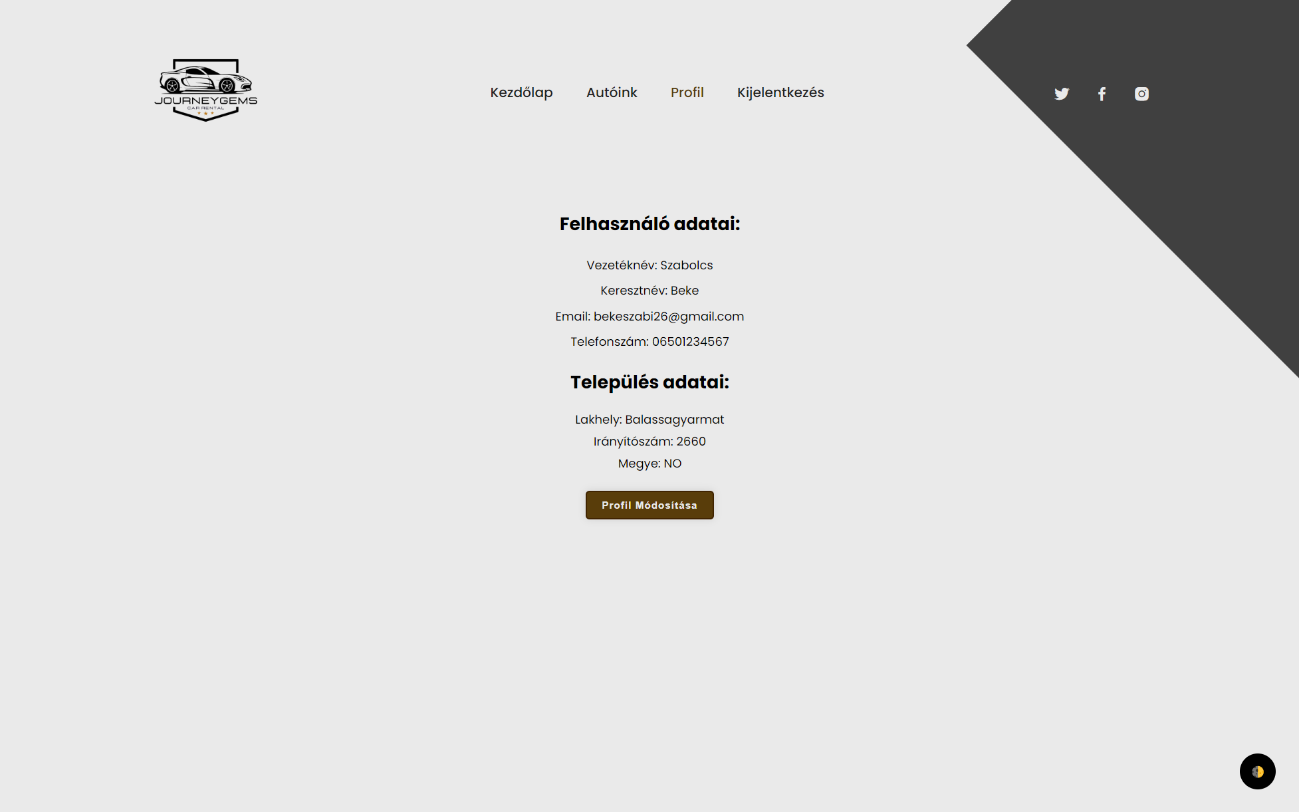 JOURNEYGEMS
CAR RENTAL
Kezdőlap Autóink Profil Kijelentkezés
Felhasználó adatai:
Vezetéknév: Szabolcs
Keresztnév: Beke
Email: bekeszabi26@gmail.com
Telefonszám: 06501234567
Település adatai:
Lakhely: Balassagyarmat
Irányítószám: 2660
Megye: NO
Profil Módosítása